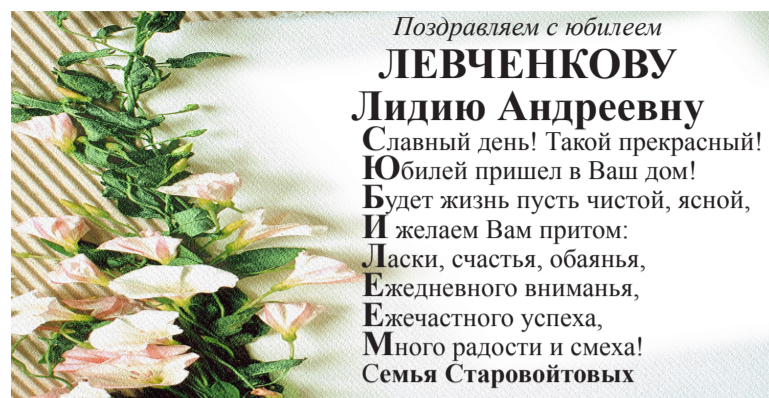 Поздравляем с юбилеем
ЛЕВЧЕНКОВУ
Лидию Андреевну
Славный день! Такой прекрасный!
Юбилей пришел в Ваш дом!
Будет жизнь пусть чистой, ясной,
И желаем Вам притом:
Ласки, счастья, обаянья,
Ежедневного вниманья,
Ежечастного успеха,
Много радости и смеха!
Семья Старовойтовых